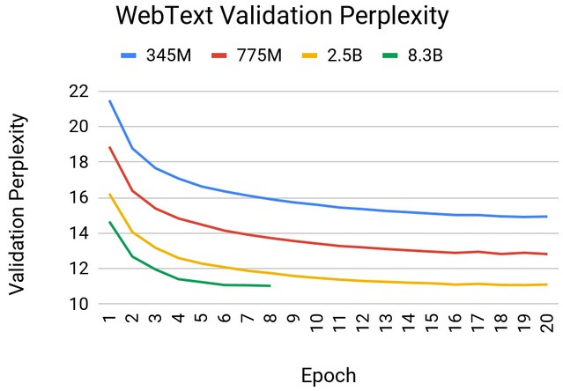 WebText Validation Perplexity
345M 775M 2.5B 8.3B
Validation Perplexity
22
20
18
16
14
12
10
1 2 3 4 5 6 7 8 9 10 11 12 13 14 15 16 17 18 19 20
Epoch